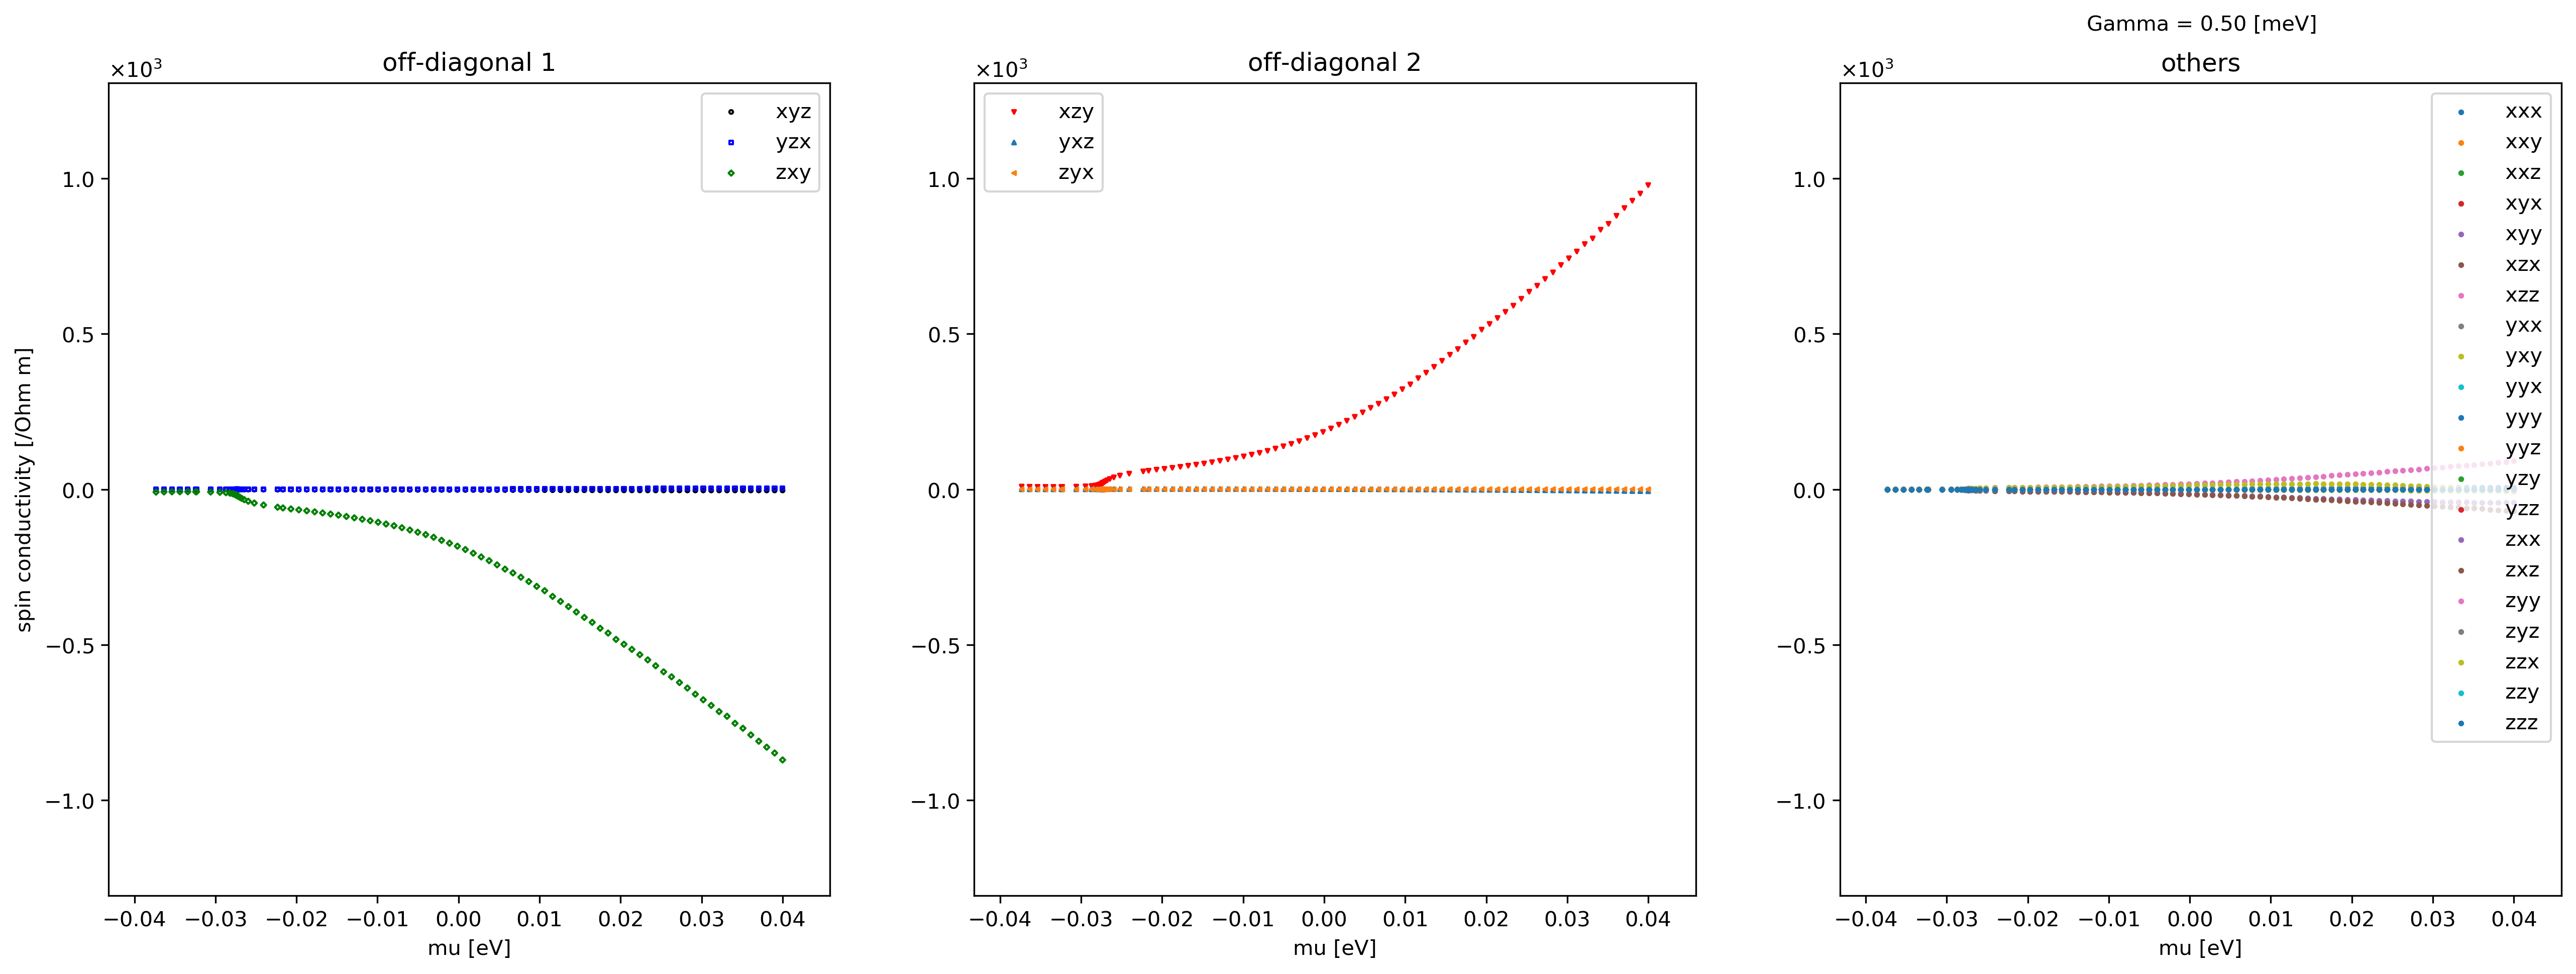 Gamma = 0.50 [meV]
off-diagonal 1
×10³
1.0
0.5
0.0
−0.5
−1.0
spin conductivity [/Ohm m]
xyz
yzx
zxy
−0.04 −0.03 −0.02 −0.01 0.00 0.01 0.02 0.03 0.04
mu [eV]
off-diagonal 2
×10³
1.0
0.5
0.0
−0.5
−1.0
xzy
yxz
zyx
−0.04 −0.03 −0.02 −0.01 0.00 0.01 0.02 0.03 0.04
mu [eV]
others
×10³
1.0
0.5
0.0
−0.5
−1.0
xxx
xxy
xxz
xyx
xyy
xzx
xzz
yxx
yxy
yyx
yyy
yyz
yzy
yzz
zxx
zxz
zyy
zyz
zzx
zzy
zzz
−0.04 −0.03 −0.02 −0.01 0.00 0.01 0.02 0.03 0.04
mu [eV]